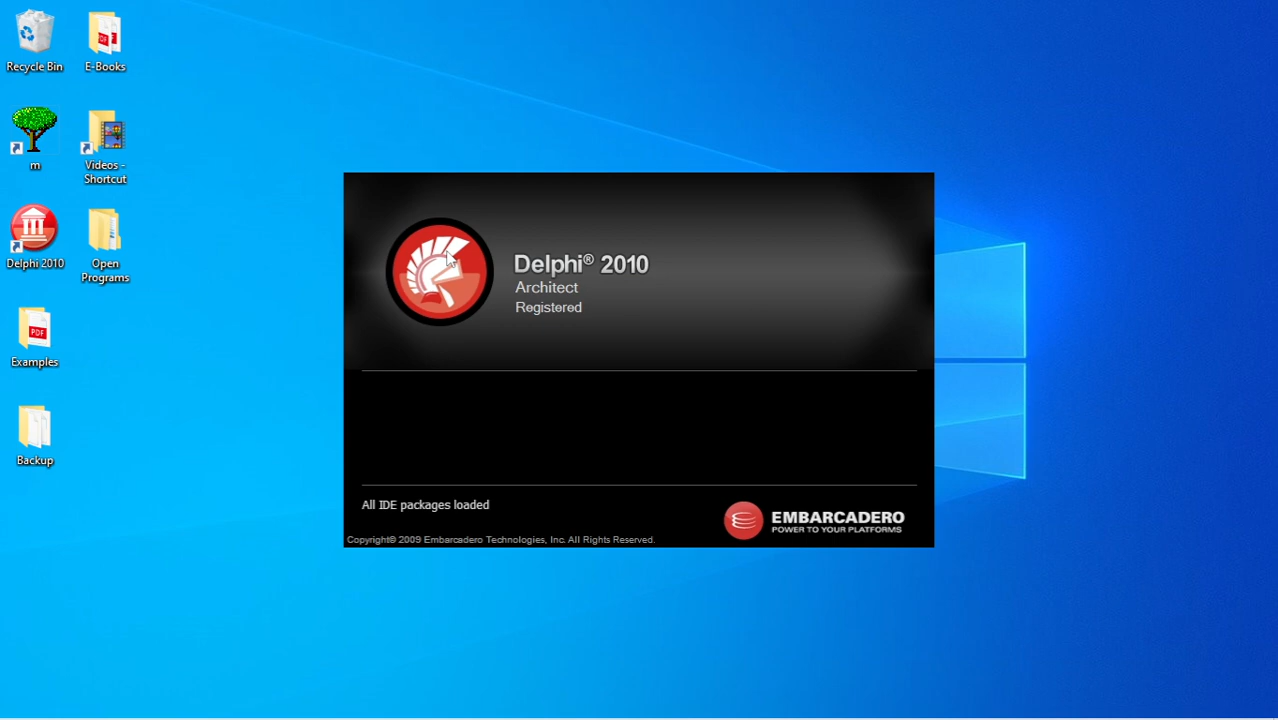 Recycle Bin
E-Books
m
Videos -
Shortcut
Delphi 2010
Open
Programs
Examples
Backup
PDF
Delphi® 2010
Architect
Registered
All IDE packages loaded
EMBARCADERO
POWER TO YOUR PLATFORMS
Copyright© 2009 Embarcadero Technologies, Inc. All Rights Reserved.